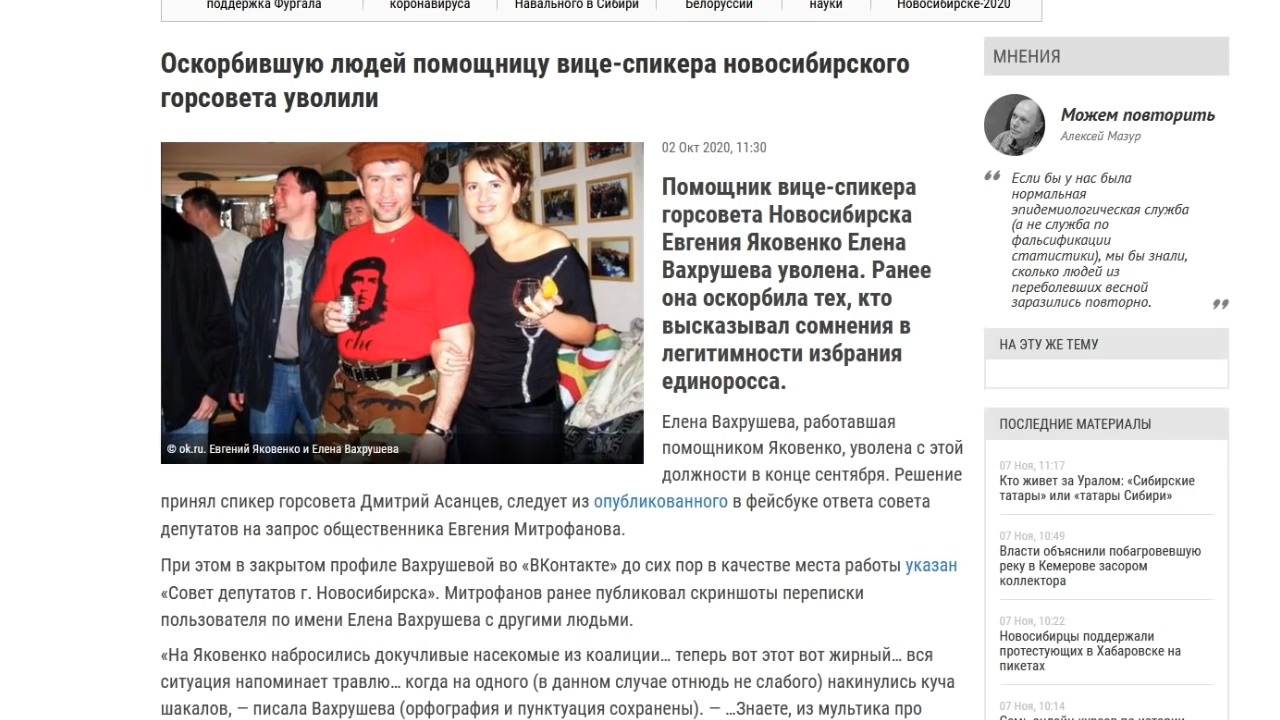 поддержка Фургала
коронавируса
Навального в Сибири
Белоруссии
науки
Новосибирске-2020
Оскорбившую людей помощницу вице-спикера новосибирского
горсовета уволили
che
© ok.ru. Евгений Яковенко и Елена Вахрушева
02 Окт 2020, 11:30
Помощник вице-спикера
горсовета Новосибирска
Евгения Яковенко Елена
Вахрушева уволена. Ранее
она оскорбила тех, кто
высказывал сомнения в
легитимности избрания
единоросса.
Елена Вахрушева, работавшая
помощником Яковенко, уволена с этой
должности в конце сентября. Решение
принял спикер горсовета Дмитрий Асанцев, следует из опубликованного в фейсбуке ответа совета
депутатов на запрос общественника Евгения Митрофанова.
При этом в закрытом профиле Вахрушевой во «ВКонтакте» до сих пор в качестве места работы указан
«Совет депутатов г. Новосибирска». Митрофанов ранее публиковал скриншоты переписки
пользователя по имени Елена Вахрушева с другими людьми.
«На Яковенко набросились докучливые насекомые из коалиции… теперь вот этот вот жирный… вся
ситуация напоминает травлю… когда на одного (в данном случае отнюдь не слабого) накинулись куча
шакалов, — писала Вахрушева (орфография и пунктуация сохранены). — …Знаете, из мультика про
МНЕНИЯ
Можем повторить
Алексей Мазур
“ Если бы у нас была
нормальная
эпидемиологическая служба
(а не служба по
фальсификации
статистики), мы бы знали,
сколько людей из
переболевших весной
заразились повторно. ”
НА ЭТУ ЖЕ ТЕМУ
ПОСЛЕДНИЕ МАТЕРИАЛЫ
07 Ноя, 11:17
Кто живет за Уралом: «Сибирские
татары» или «татары Сибири»
07 Ноя, 10:49
Власти объяснили побагровевшую
реку в Кемерове засором
коллектора
07 Ноя, 10:22
Новосибирцы поддержали
протестующих в Хабаровске на
пикетах
07 Ноя, 10:14
Семь онлайн-курсов по истории